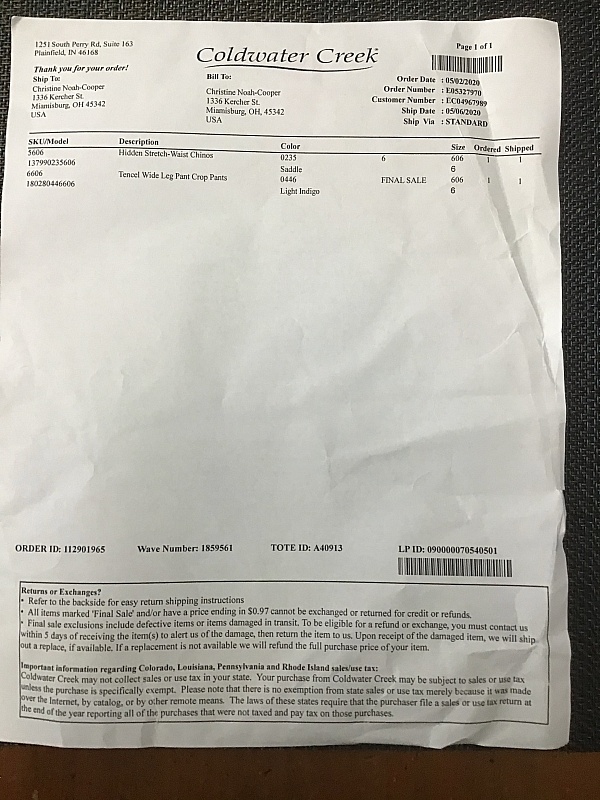 1251 South Perry Rd, Suite 163
Plainfield, IN 46168
Coldwater Creek
Page 1 of 1
Thank you for your order!
Ship To:
Christine Noah-Cooper
1336 Kercher St.
Miamisburg, OH, 45342
USA
Bill To:
Christine Noah-Cooper
1336 Kercher St.
Miamisburg, OH, 45342
USA
Order Date : 05/02/2020
Order Number : E05327970
Customer Number : EC04967989
Ship Date : 05/06/2020
Ship Via : STANDARD
SKU/Model Description Color Size Ordered Shipped
5606 Hidden Stretch-Waist Chinos 0235 6 606 1 1
137990235606 Saddle 6
6606 Tencel Wide Leg Pant Crop Pants 0446 FINAL SALE 606 1 1
180280446606 Light Indigo 6
ORDER ID: 112901965 Wave Number: 1859561 TOTE ID: A40913 LP ID: 090000070540501
Returns or Exchanges?
• Refer to the backside for easy return shipping instructions
• All items marked 'Final Sale' and/or have a price ending in $0.97 cannot be exchanged or returned for credit or refunds.
• Final sale exclusions include defective items or items damaged in transit. To be eligible for a refund or exchange, you must contact us
within 5 days of receiving the item(s) to alert us of the damage, then return the item to us. Upon receipt of the damaged item, we will ship
out a replace, if available. If a replacement is not available we will refund the full purchase price of your item.
Important information regarding Colorado, Louisiana, Pennsylvania and Rhode Island sales/use tax:
Coldwater Creek may not collect sales or use tax in your state. Your purchase from Coldwater Creek may be subject to sales or use tax
unless the purchase is specifically exempt. Please note that there is no exemption from state sales or use tax merely because it was made
over the Internet, by catalog, or by other remote means. The laws of these states require that the purchaser file a sales or use tax return at
the end of the year reporting all of the purchases that were not taxed and pay tax on those purchases.